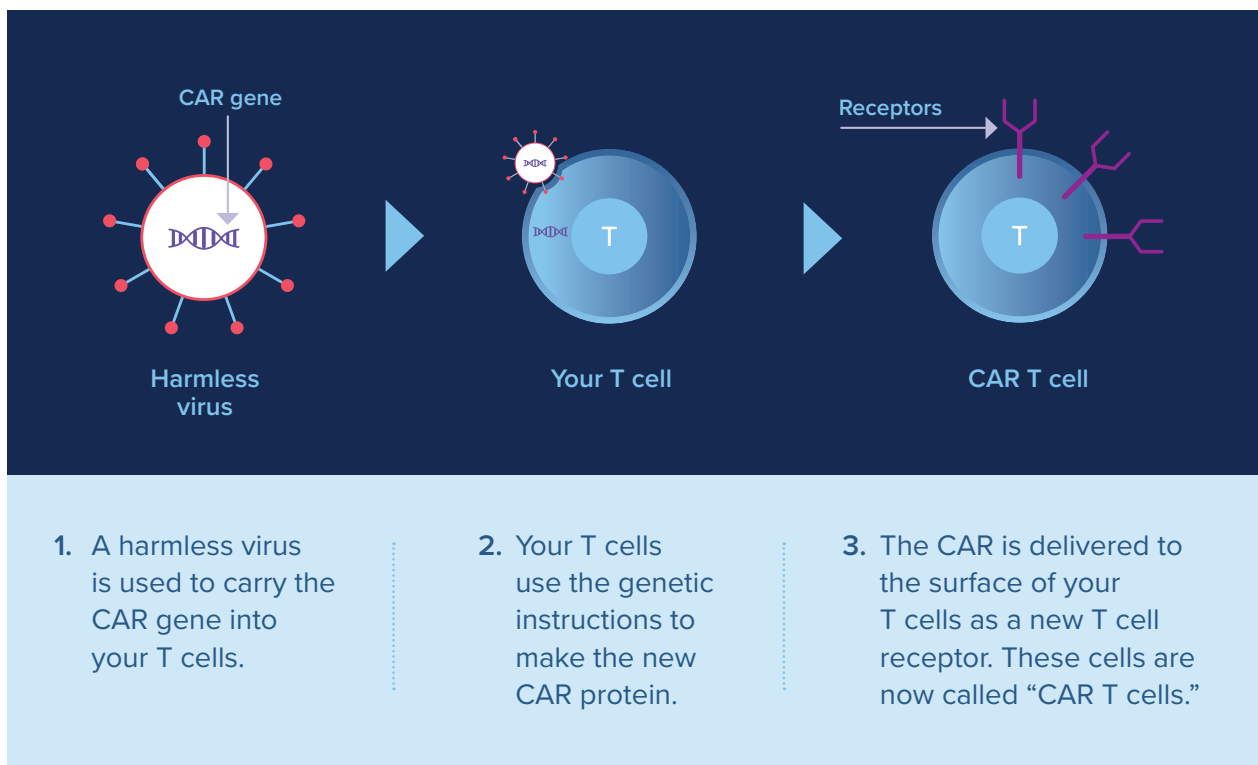 CAR gene
Receptors
T
T
Harmless
virus
Your T cell
CAR T cell
1. A harmless virus
is used to carry the
CAR gene into
your T cells.
2. Your T cells
use the genetic
instructions to
make the new
CAR protein.
3. The CAR is delivered to
the surface of your
T cells as a new T cell
receptor. These cells are
now called “CAR T cells.”